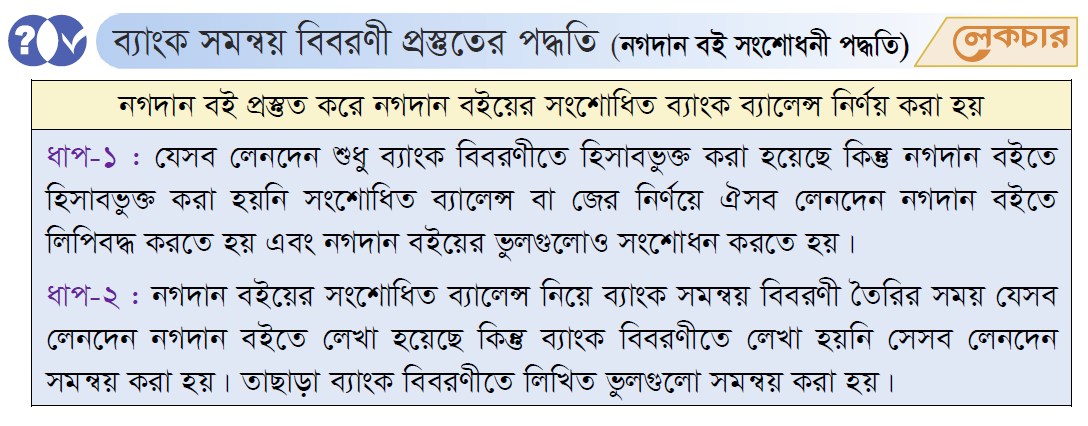 ?
ব্যাংক সমন্বয় বিবরণী প্রস্তুতের পদ্ধতি (নগদান বই সংশোধনী পদ্ধতি)
লেকচার
নগদান বই প্রস্তুত করে নগদান বইয়ের সংশোধিত ব্যাংক ব্যালেন্স নির্ণয় করা হয়
ধাপ-১ : যেসব লেনদেন শুধু ব্যাংক বিবরণীতে হিসাবভুক্ত করা হয়েছে কিন্তু নগদান বইতে
হিসাবভুক্ত করা হয়নি সংশোধিত ব্যালেন্স বা জের নির্ণয়ে ঐসব লেনদেন নগদান বইতে
লিপিবদ্ধ করতে হয় এবং নগদান বইয়ের ভুলগুলোও সংশোধন করতে হয়।
ধাপ-২ : নগদান বইয়ের সংশোধিত ব্যালেন্স নিয়ে ব্যাংক সমন্বয় বিবরণী তৈরির সময় যেসব
লেনদেন নগদান বইতে লেখা হয়েছে কিন্তু ব্যাংক বিবরণীতে লেখা হয়নি সেসব লেনদেন
সমন্বয় করা হয়। তাছাড়া ব্যাংক বিবরণীতে লিখিত ভুলগুলো সমন্বয় করা হয়।